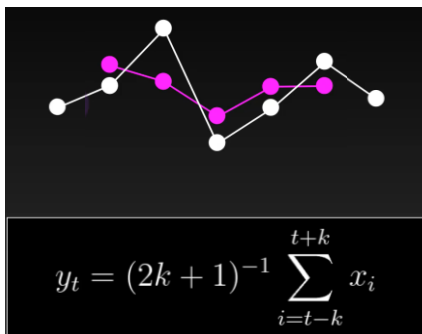 y_t = (2k + 1)^{-1} \sum_{i=t-k}^{t+k} x_i